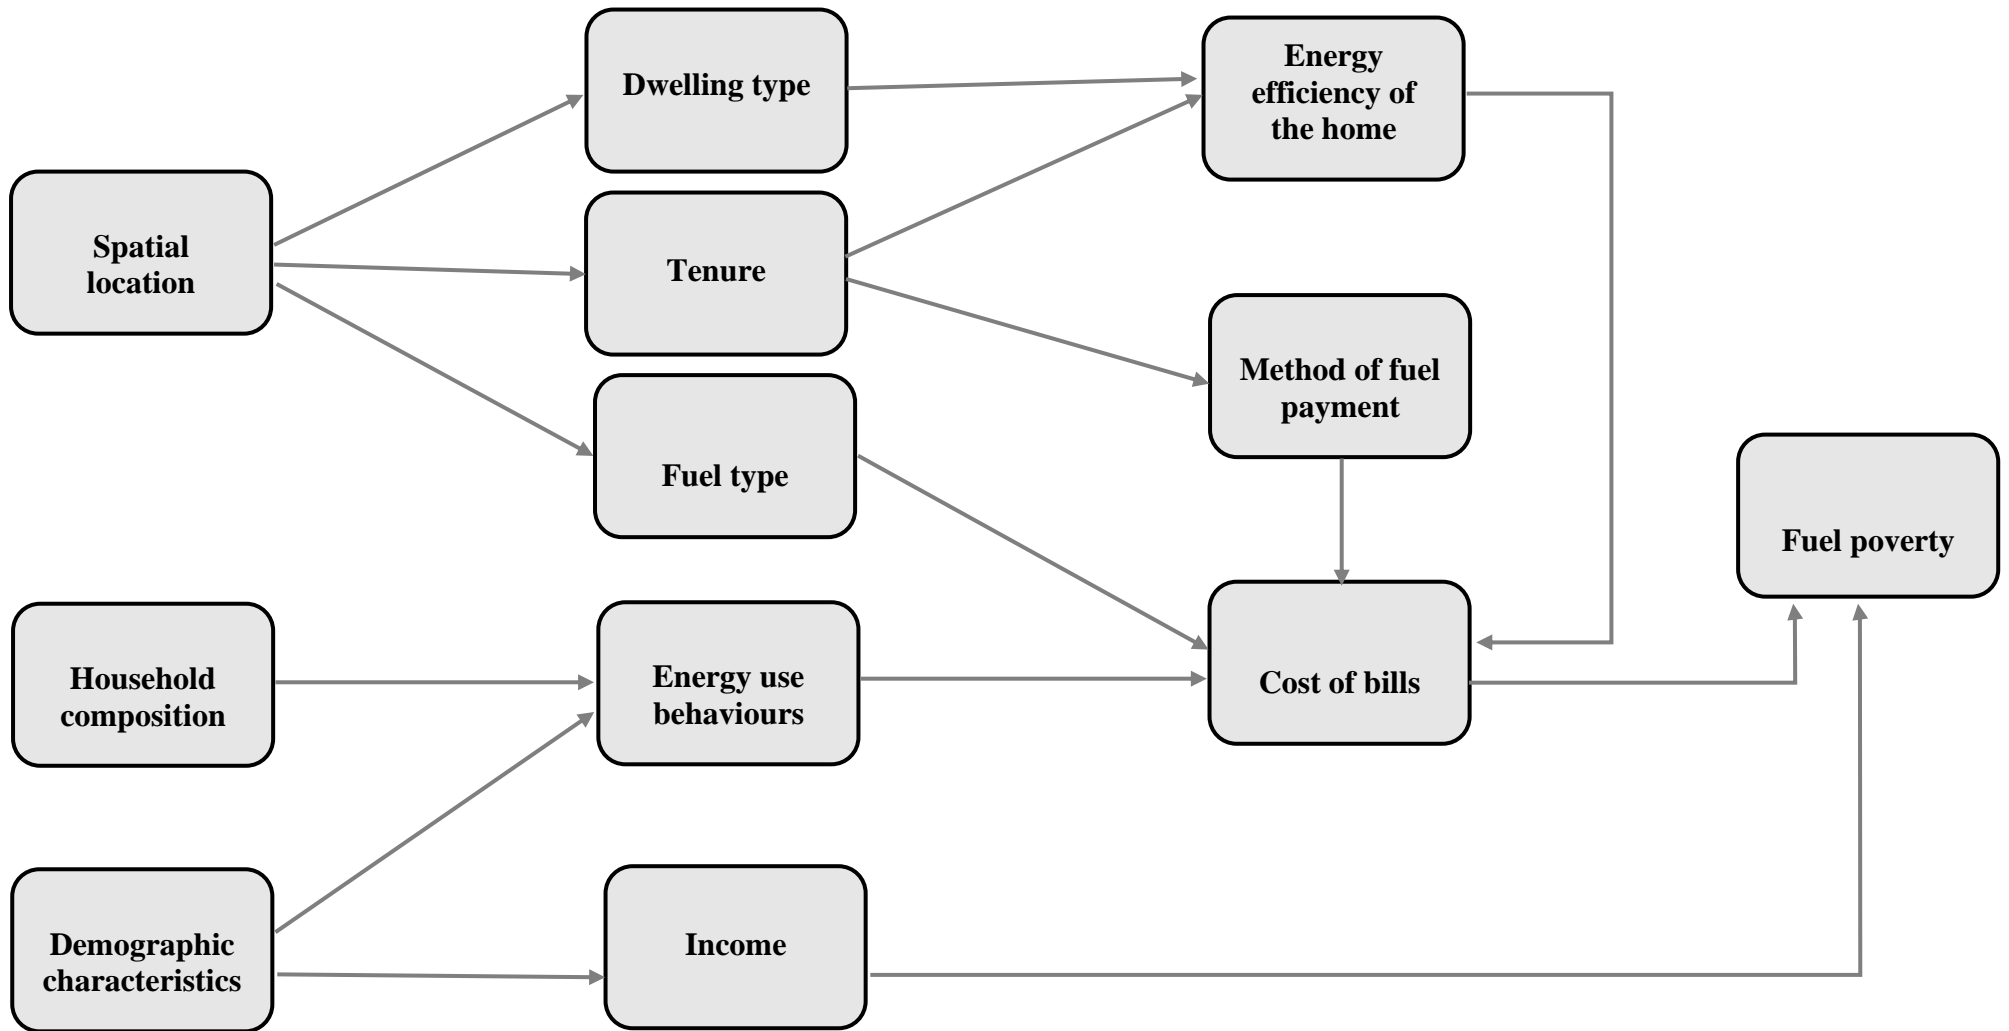 Dwelling type
Energy
efficiency of
the home
Spatial
location
Tenure
Method of fuel
payment
Fuel type
Fuel poverty
Household
composition
Energy use
behaviours
Cost of bills
Demographic
characteristics
Income